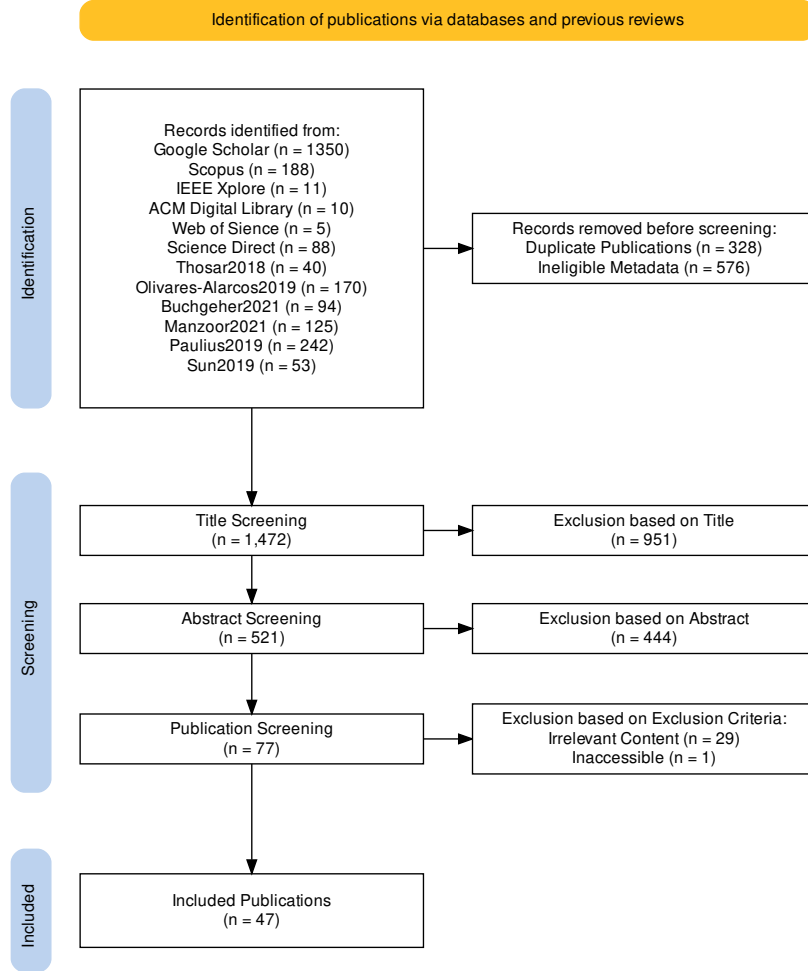 Identification of publications via databases and previous reviews
Identification
Records identified from:
Google Scholar (n = 1350)
Scopus (n = 188)
IEEE Xplore (n = 11)
ACM Digital Library (n = 10)
Web of Sience (n = 5)
Science Direct (n = 88)
Thosar2018 (n = 40)
Olivares-Alarcos2019 (n = 170)
Buchgeher2021 (n = 94)
Manzoor2021 (n = 125)
Paulius2019 (n = 242)
Sun2019 (n = 53)
Records removed before screening:
Duplicate Publications (n = 328)
Ineligible Metadata (n = 576)
Screening
Title Screening
(n = 1,472)
Exclusion based on Title
(n = 951)
Abstract Screening
(n = 521)
Exclusion based on Abstract
(n = 444)
Publication Screening
(n = 77)
Exclusion based on Exclusion Criteria:
Irrelevant Content (n = 29)
Inaccessible (n = 1)
Included
Included Publications
(n = 47)